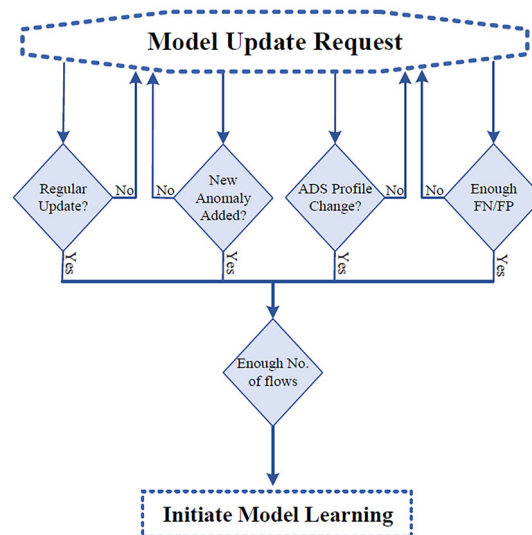 Model Update Request
Regular
Update?
No
New
Anomaly
Added?
No
ADS Profile
Change?
No
Enough
FN/FP
No
Yes
Yes
Yes
Yes
Enough No.
of flows
Initiate Model Learning